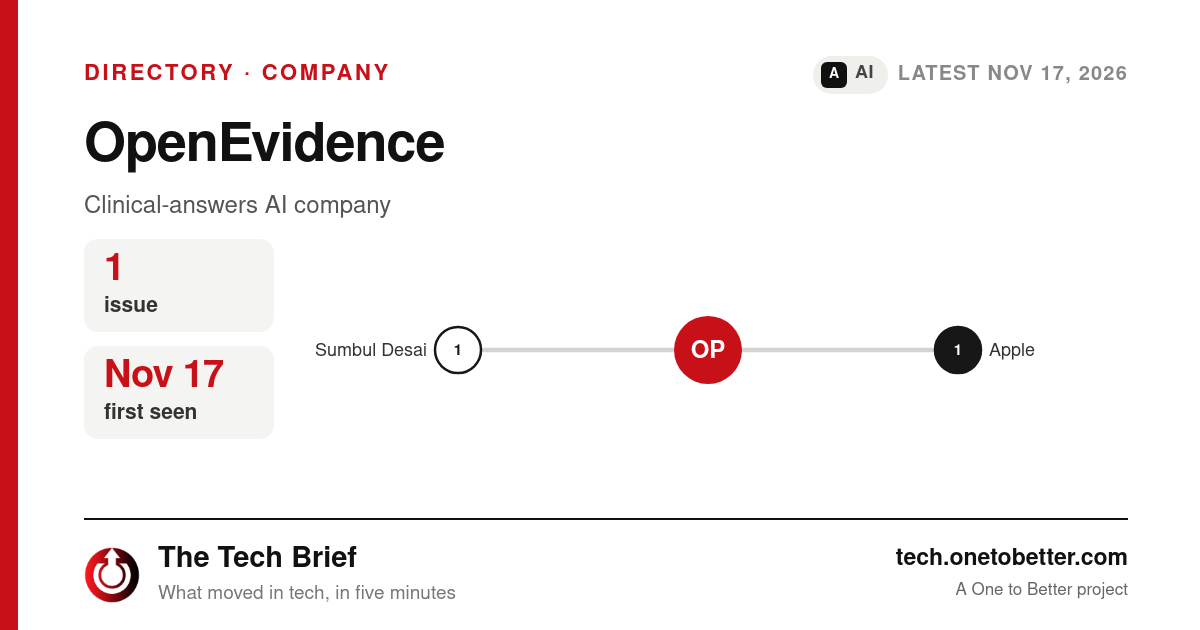 DIRECTORY · COMPANY
A AI LATEST NOV 17, 2026
OpenEvidence
Clinical-answers AI company
1
issue
Nov 17
first seen
Sumbul Desai 1 OP 1 Apple
The Tech Brief
What moved in tech, in five minutes
tech.onetobetter.com
A One to Better project